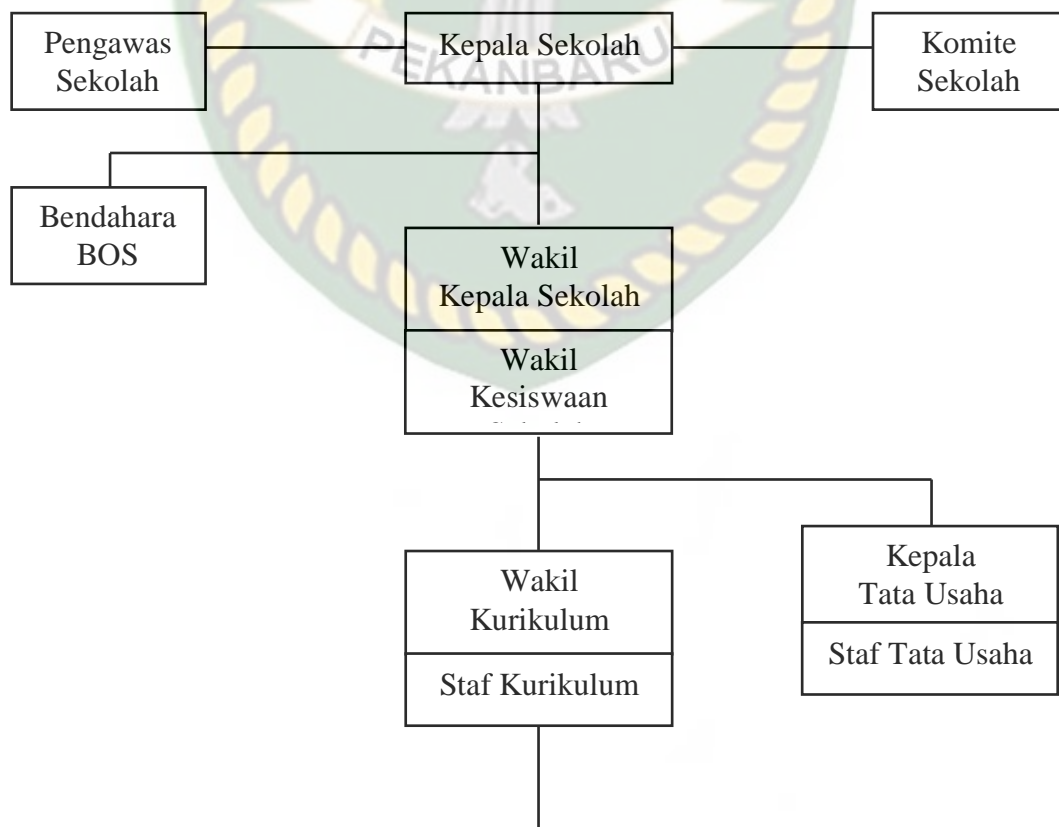 Pengawas
Sekolah
Kepala Sekolah
Komite
Sekolah
PEKANBARU
Bendahara
BOS
Wakil
Kepala Sekolah
Wakil
Kesiswaan
Wakil
Kurikulum
Staf Kurikulum
Kepala
Tata Usaha
Staf Tata Usaha